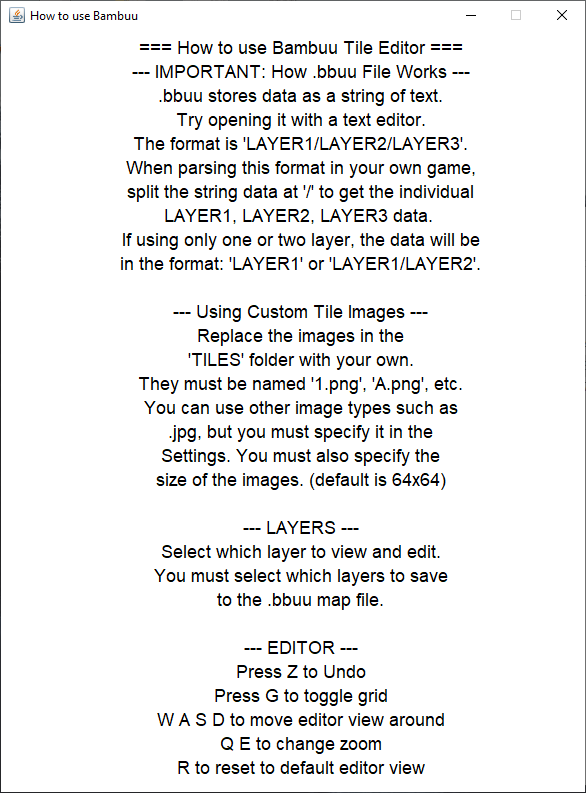 How to use Bambuu
=== How to use Bambuu Tile Editor ===
--- IMPORTANT: How .bbuu File Works ---
.bbuu stores data as a string of text.
Try opening it with a text editor.
The format is 'LAYER1/LAYER2/LAYER3'.
When parsing this format in your own game,
split the string data at '/' to get the individual
LAYER1, LAYER2, LAYER3 data.
If using only one or two layer, the data will be
in the format: 'LAYER1' or 'LAYER1/LAYER2'.
--- Using Custom Tile Images ---
Replace the images in the
'TILES' folder with your own.
They must be named '1.png', 'A.png', etc.
You can use other image types such as
.jpg, but you must specify it in the
Settings. You must also specify the
size of the images. (default is 64x64)
--- LAYERS ---
Select which layer to view and edit.
You must select which layers to save
to the .bbuu map file.
--- EDITOR ---
Press Z to Undo
Press G to toggle grid
W A S D to move editor view around
Q E to change zoom
R to reset to default editor view